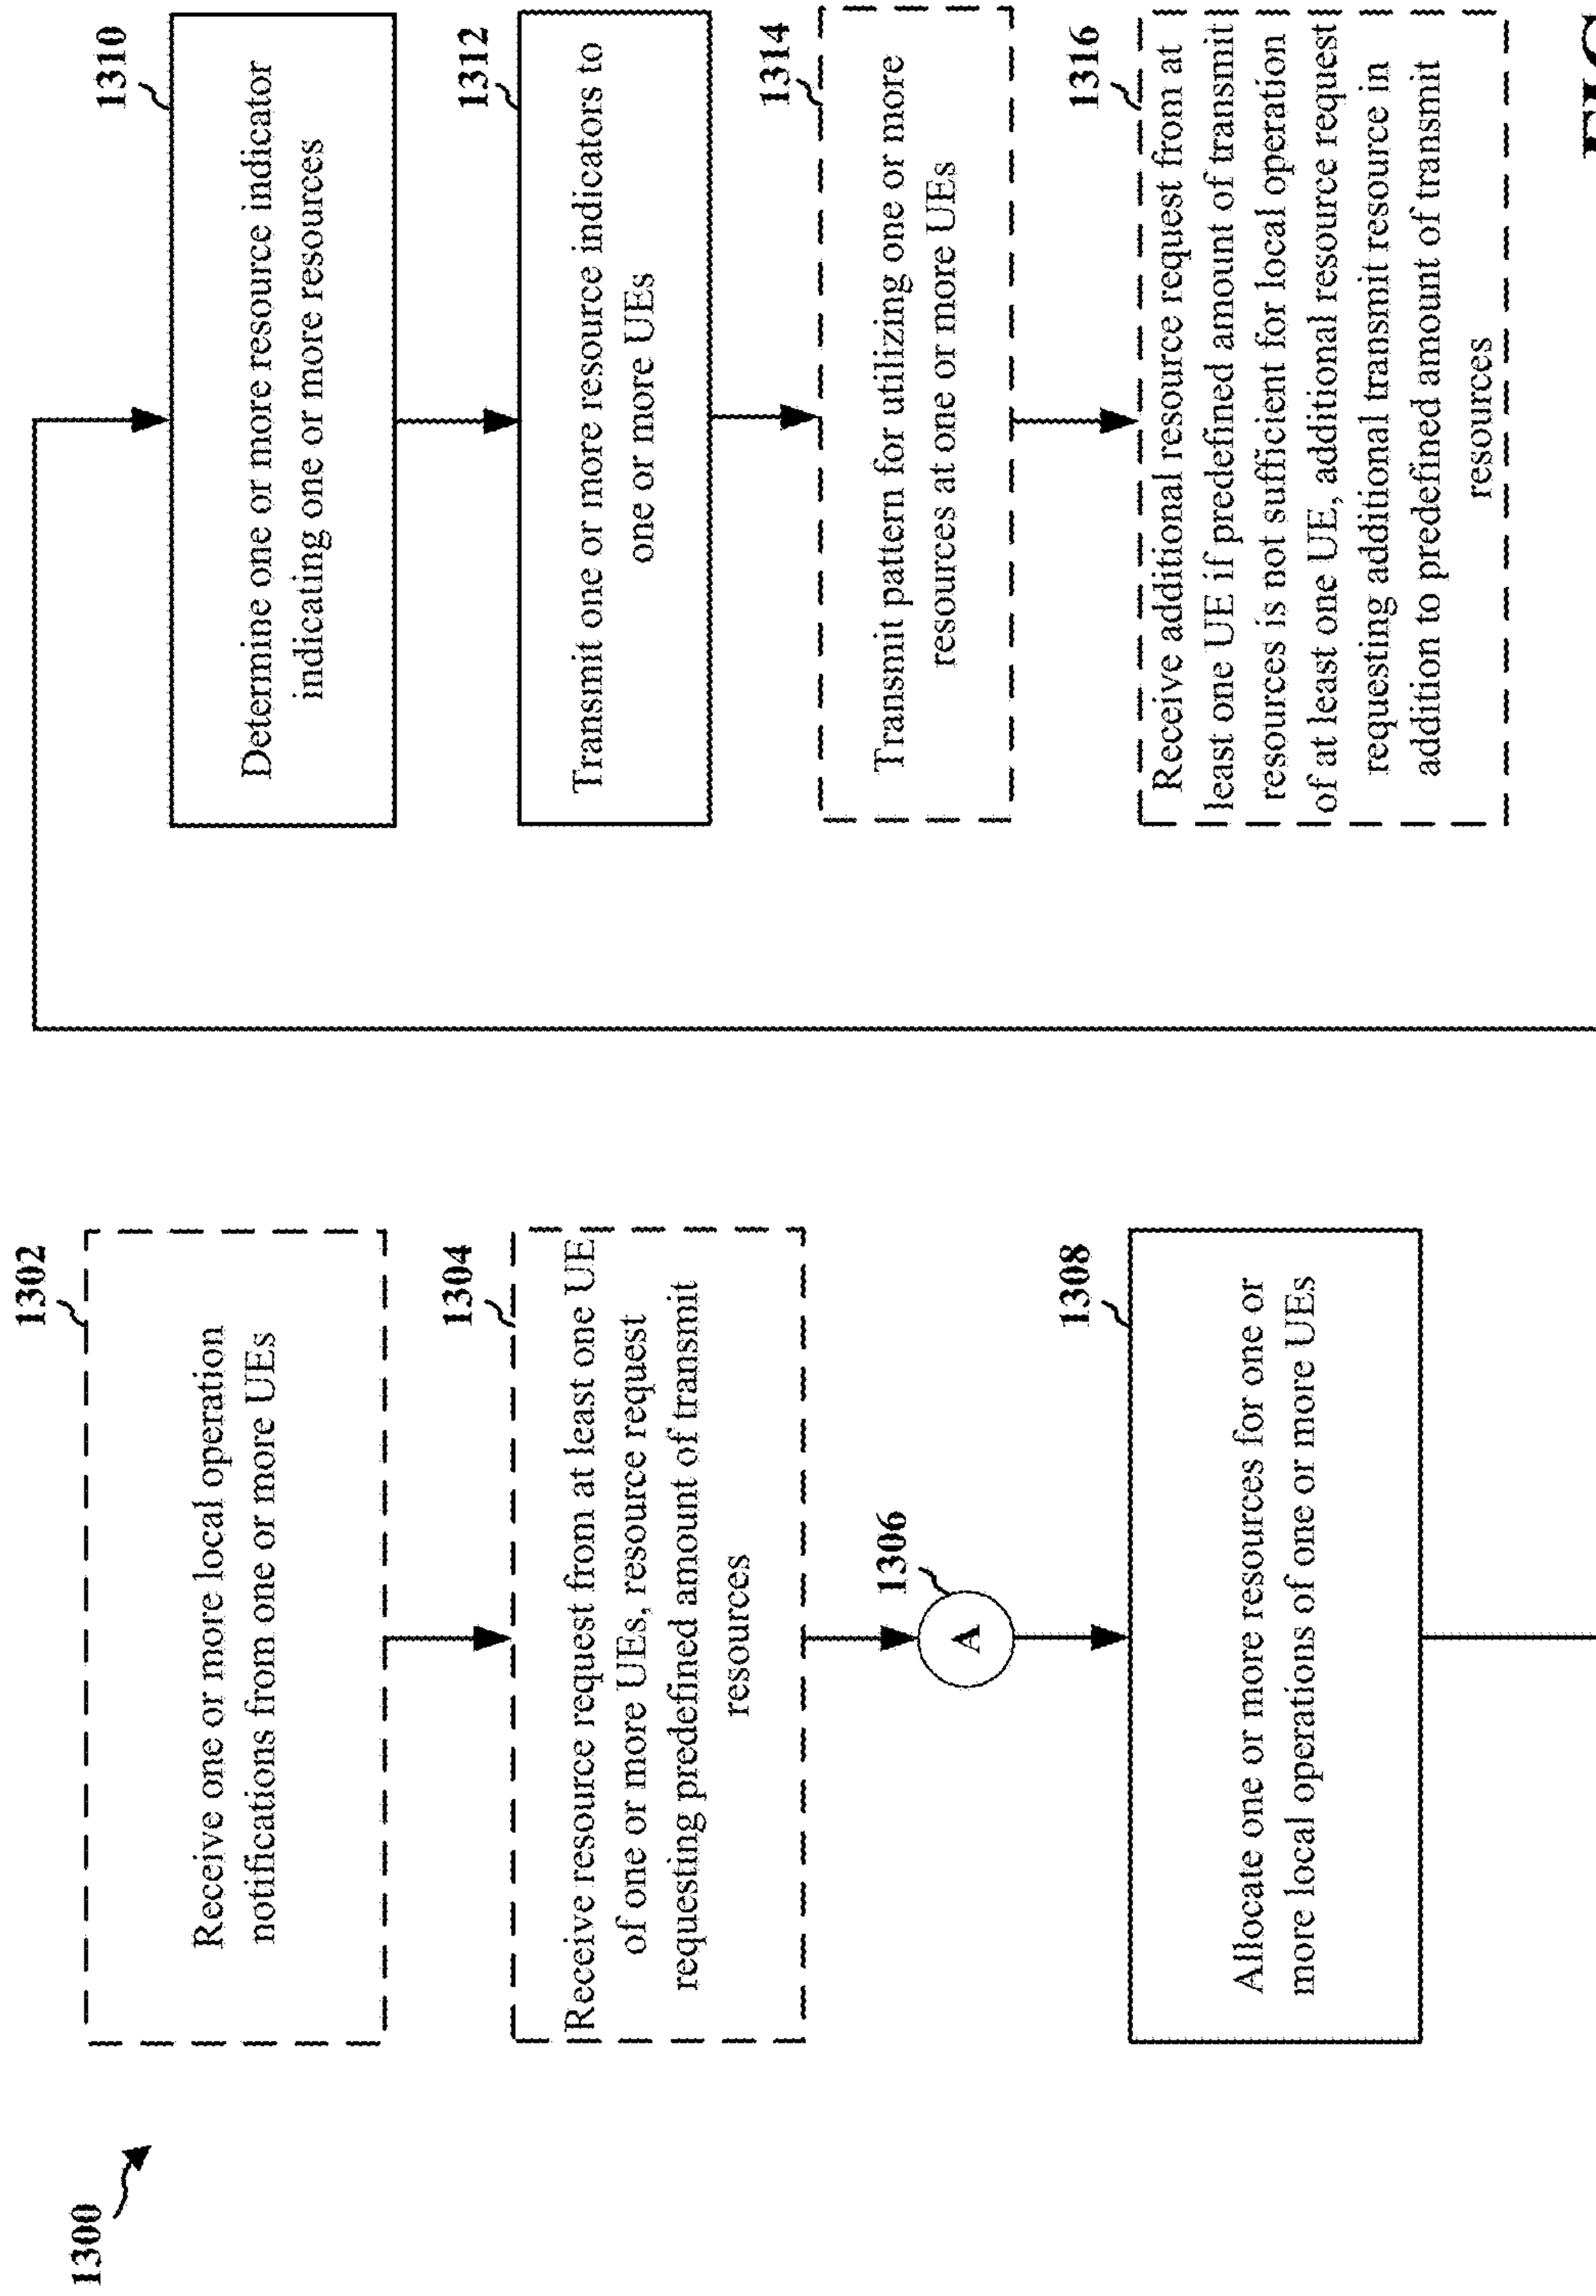 1300
1302
Receive one or more local operation
notifications from one or more UEs
1304
Receive resource request from at least one UE
of one or more UEs, resource request
requesting predefined amount of transmit
resources
1306
A
1308
Allocate one or more resources for one or
more local operations of one or more UEs
1310
Determine one or more resource indicator
indicating one or more resources
1312
Transmit one or more resource indicators to
one or more UEs
1314
Transmit pattern for utilizing one or more
resources at one or more UEs
1316
Receive additional resource request from at
least one UE if predefined amount of transmit
resources is not sufficient for local operation
of at least one UE, additional resource request
requesting additional transmit resource in
addition to predefined amount of transmit
resources